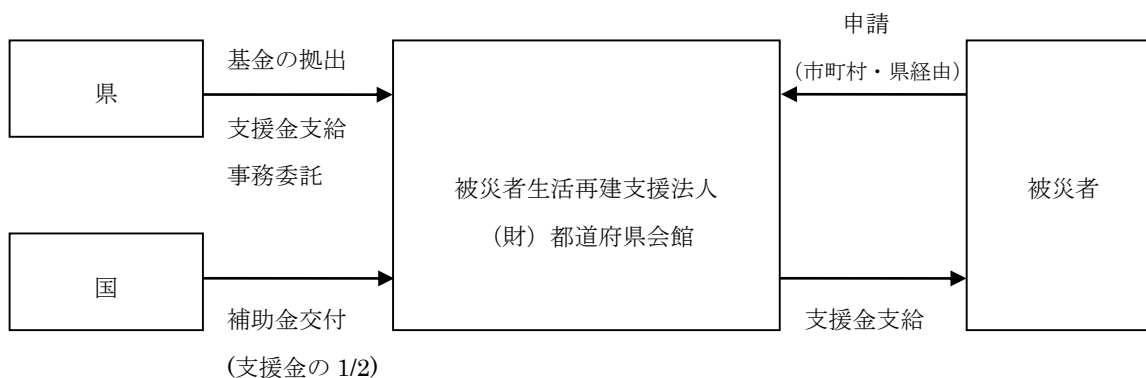 県
基金の拠出
支援金支給
事務委託
国
補助金交付
(支援金の 1/2)
被災者生活再建支援法人
（財）都道府県会館
申請
（市町村・県経由）
支援金支給
被災者